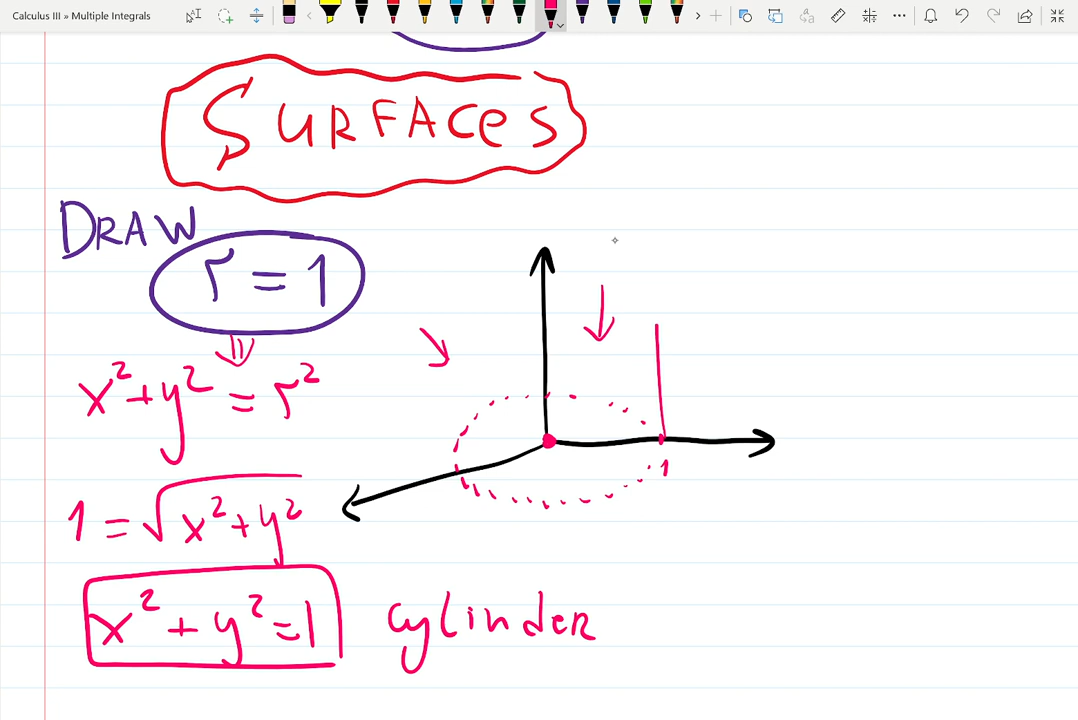 Calculus III » Multiple Integrals
SURFACES
DRAW
r = 1
⇓
x² + y² = r²
1 = √x² + y²
x² + y² = 1
cylinder
1